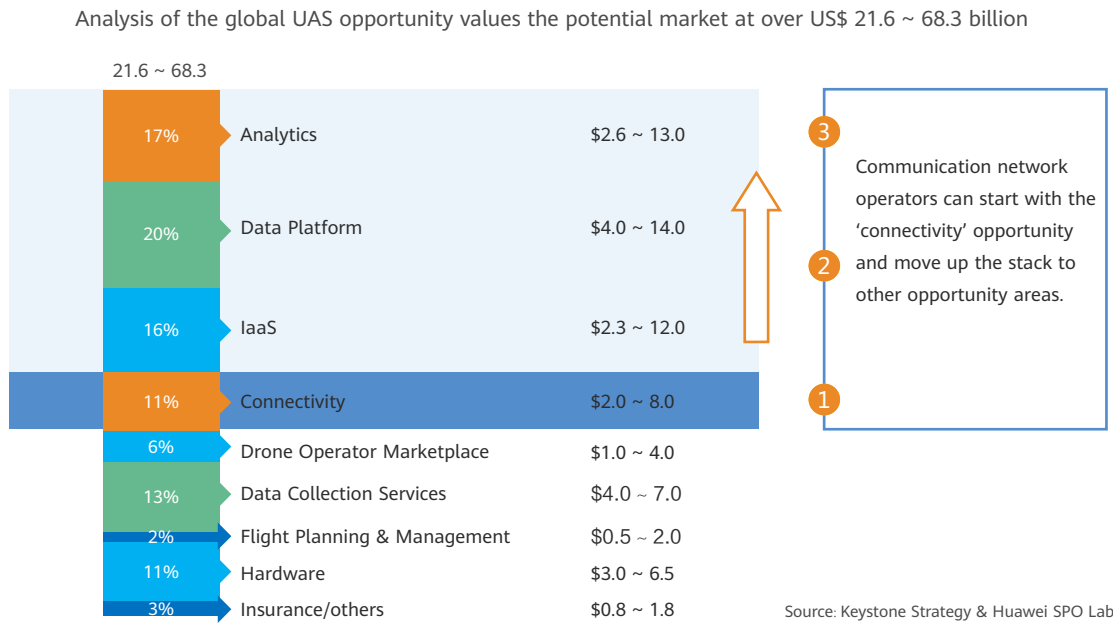 Analysis of the global UAS opportunity values the potential market at over US$ 21.6 ~ 68.3 billion
21.6 ~ 68.3
17% Analytics $2.6 ~ 13.0
20% Data Platform $4.0 ~ 14.0
16% IaaS $2.3 ~ 12.0
11% Connectivity $2.0 ~ 8.0
6% Drone Operator Marketplace $1.0 ~ 4.0
13% Data Collection Services $4.0 ~ 7.0
2% Flight Planning & Management $0.5 ~ 2.0
11% Hardware $3.0 ~ 6.5
3% Insurance/others $0.8 ~ 1.8
3
2
1
Communication network
operators can start with the
‘connectivity’ opportunity
and move up the stack to
other opportunity areas.
Source: Keystone Strategy & Huawei SPO Lab